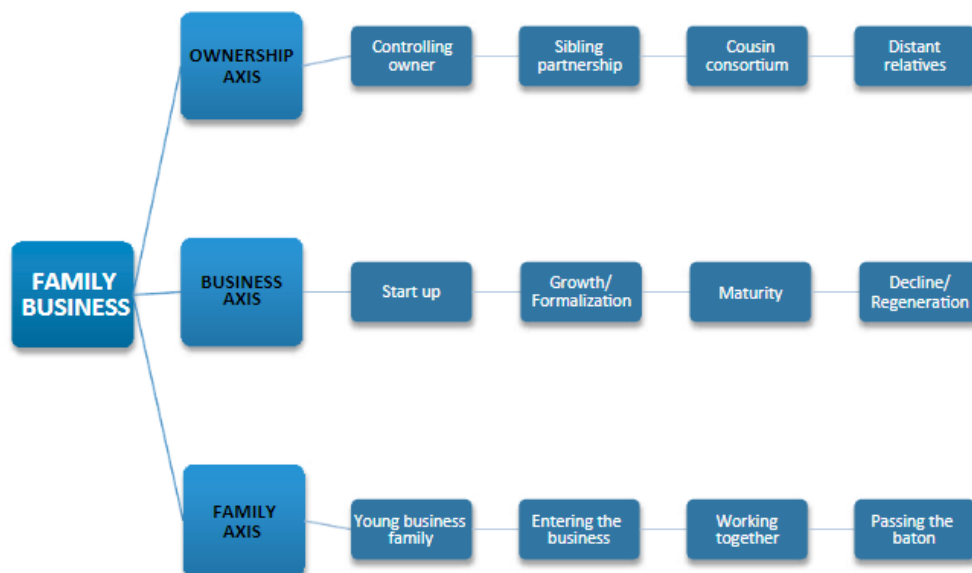 OWNERSHIP
AXIS
Controlling
owner
Sibling
partnership
Cousin
consortium
Distant
relatives
FAMILY
BUSINESS
BUSINESS
AXIS
Start up
Growth/
Formalization
Maturity
Decline/
Regeneration
FAMILY
AXIS
Young business
family
Entering the
business
Working
together
Passing the
baton